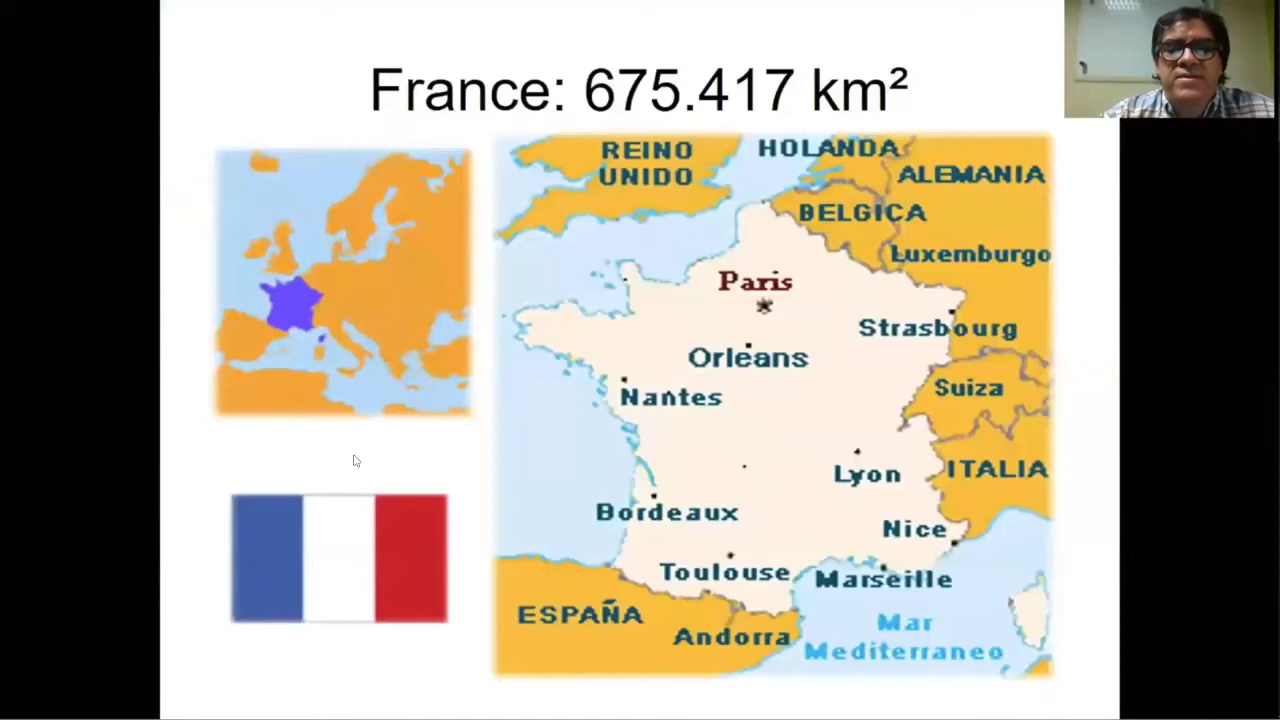 France: 675.417 km²
REINO
UNIDO
HOLANDA
ALEMANIA
BELGICA
Luxemburgo
Paris
Strasbourg
Orleans
Suiza
Nantes
Lyon
ITALIA
Bordeaux
Nice
Toulouse
Marseille
ESPAÑA
Andorra
Mar
Mediterraneo